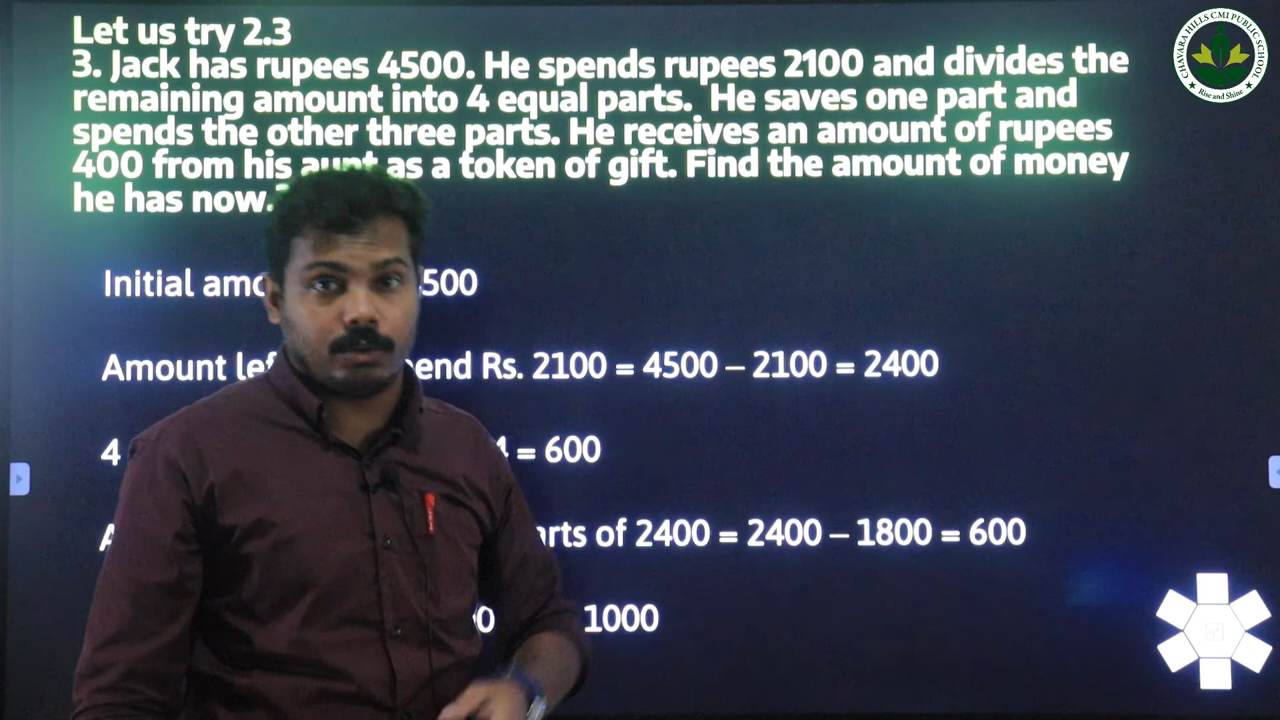 Let us try 2.3
3. Jack has rupees 4500. He spends rupees 2100 and divides the
remaining amount into 4 equal parts. He saves one part and
spends the other three parts. He receives an amount of rupees
400 from his aunt as a token of gift. Find the amount of money
he has now.
Initial 500
Amount Rs. 2100 = 4500 – 2100 = 2400
4 4 = 600
of 2400 = 2400 – 1800 = 600
1000
CHAVARA HILLS CMI PUBLIC SCHOOL
Rise and Shine